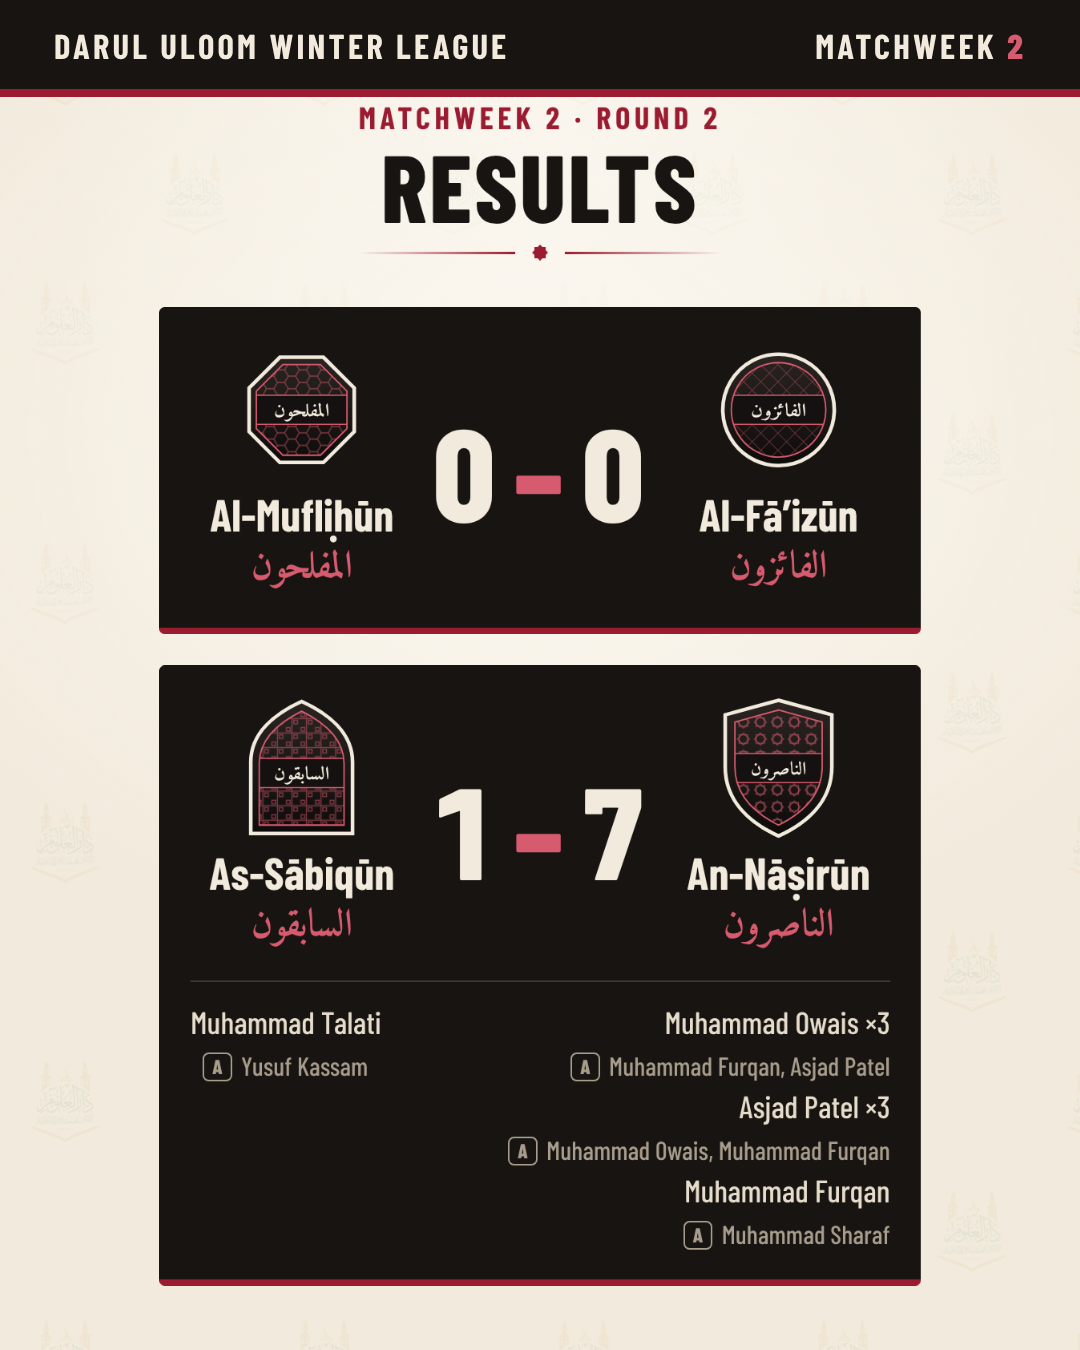 DARUL ULOOM WINTER LEAGUE
MATCHWEEK 2
MATCHWEEK 2 · ROUND 2
RESULTS
المفلحون
الفائزون
0 – 0
Al-Mufliḥūn
Al-Fā’izūn
المفلحون
الفائزون
السابقون
الناصرون
1 – 7
As-Sābiqūn
An-Nāṣirūn
السابقون
الناصرون
Muhammad Talati
A Yusuf Kassam
Muhammad Owais ×3
A Muhammad Furqan, Asjad Patel
Asjad Patel ×3
A Muhammad Owais, Muhammad Furqan
Muhammad Furqan
A Muhammad Sharaf